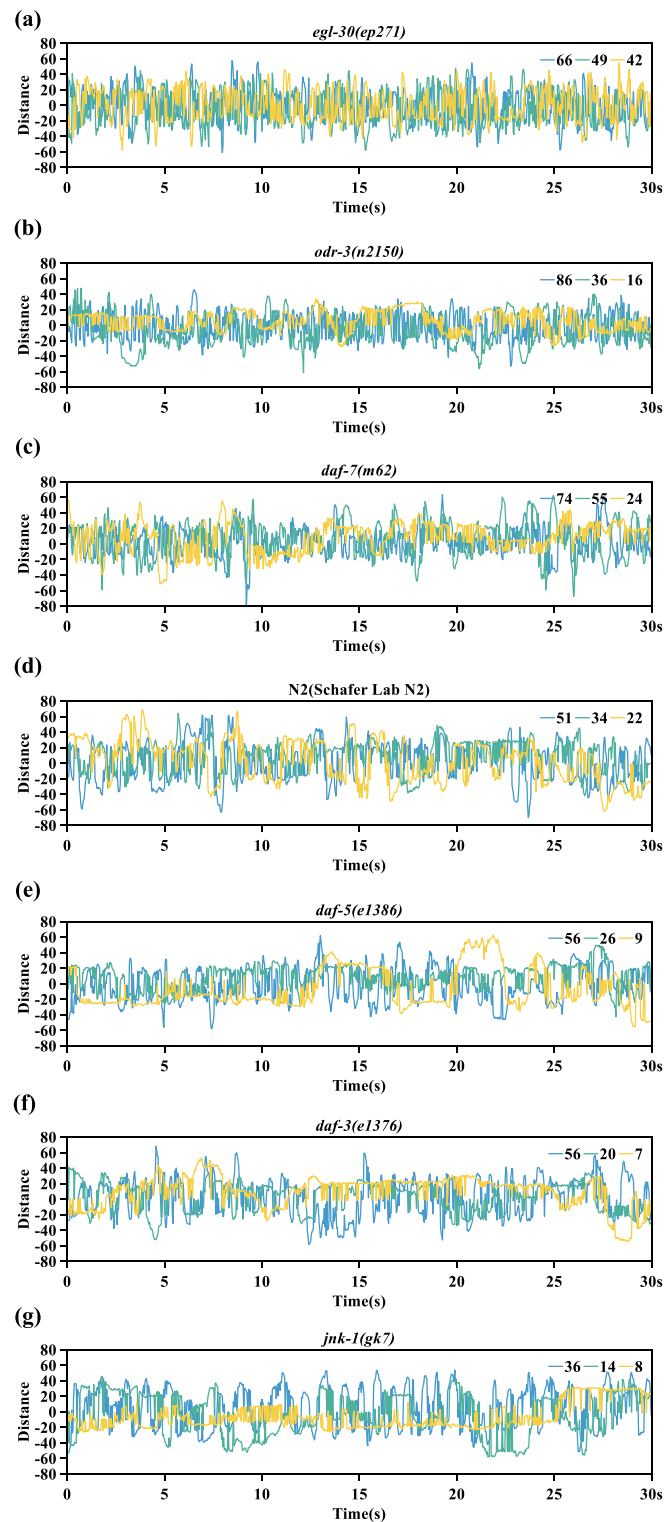 (a)
egl-30(ep271)
66 49 42
80
60
40
20
0
-20
-40
-60
-80
Distance
0 5 10 15 20 25 30s
Time(s)
(b)
odr-3(n2150)
86 36 16
80
60
40
20
0
-20
-40
-60
-80
Distance
0 5 10 15 20 25 30s
Time(s)
(c)
daf-7(m62)
74 55 24
80
60
40
20
0
-20
-40
-60
-80
Distance
0 5 10 15 20 25 30s
Time(s)
(d)
N2(Schafer Lab N2)
51 34 22
80
60
40
20
0
-20
-40
-60
-80
Distance
0 5 10 15 20 25 30s
Time(s)
(e)
daf-5(e1386)
56 26 9
80
60
40
20
0
-20
-40
-60
-80
Distance
0 5 10 15 20 25 30s
Time(s)
(f)
daf-3(e1376)
56 20 7
80
60
40
20
0
-20
-40
-60
-80
Distance
0 5 10 15 20 25 30s
Time(s)
(g)
jnk-1(gk7)
36 14 8
80
60
40
20
0
-20
-40
-60
-80
Distance
0 5 10 15 20 25 30s
Time(s)